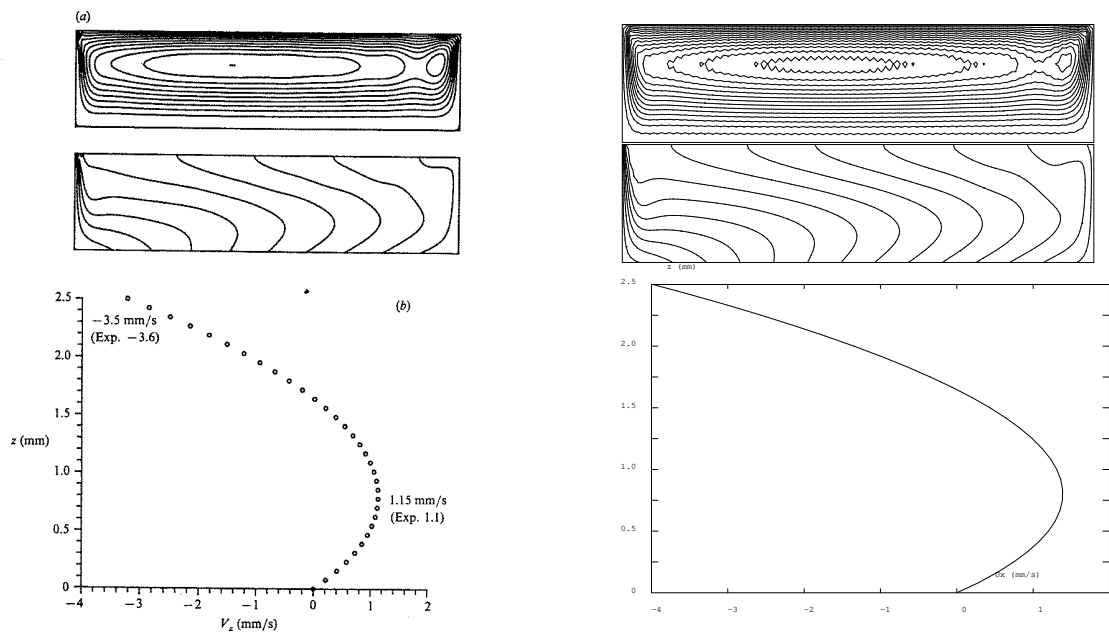 (a)
(b)
2.5
−3.5 mm/s
(Exp. −3.6)
2.0
1.5
z (mm)
1.0
1.15 mm/s
(Exp. 1.1)
0.5
0
−4
−3
−2
−1
0
1
2
V_x (mm/s)
z (mm)
2.5
2.0
1.5
1.0
0.5
0
Ux (mm/s)
-4
-3
-2
-1
0
1